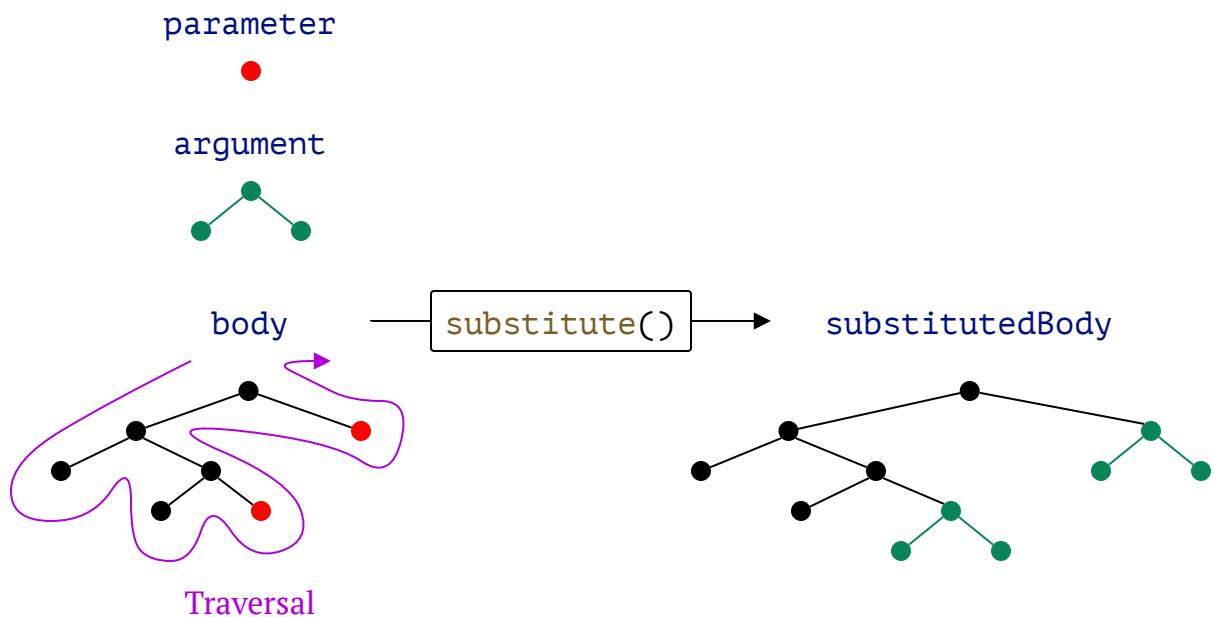 parameter
argument
body
substitute()
substitutedBody
Traversal